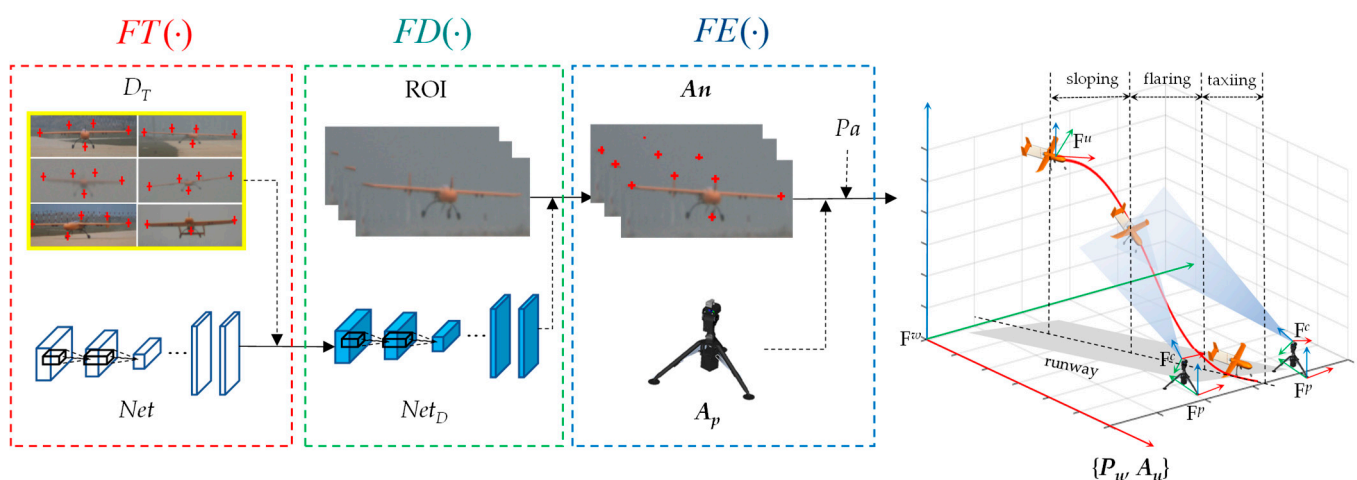 FT(·)
FD(·)
FE(·)
D_T
ROI
An
Pa
Net
Net_D
A_p
sloping flaring taxiing
F^u
F^w
runway
F^c
F^c
F^p
F^p
{P_w, A_u}